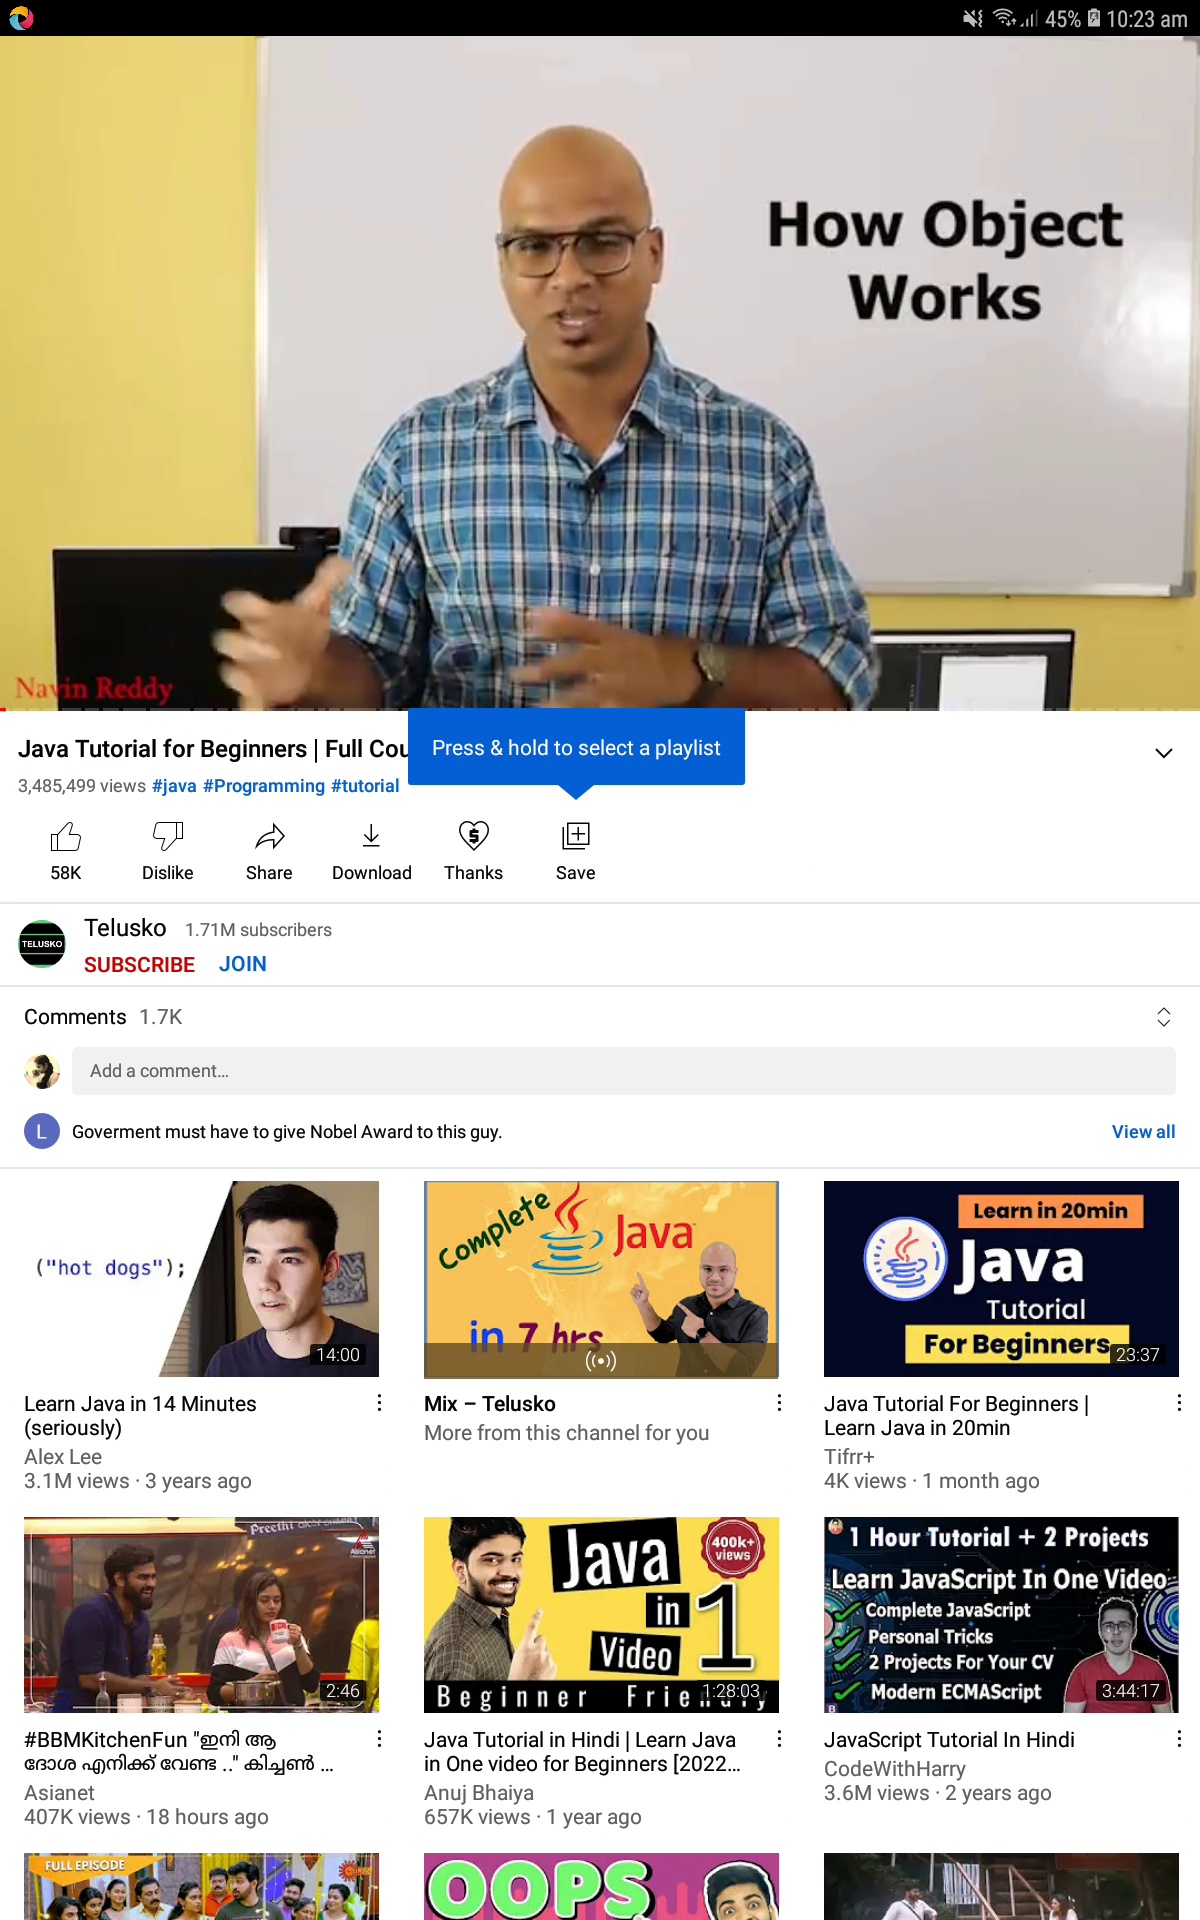 45% 10:23 am
How Object
Works
Navin Reddy
Java Tutorial for Beginners | Full Cou
Press & hold to select a playlist
3,485,499 views #java #Programming #tutorial
58K Dislike Share Download Thanks Save
TELUSKO
Telusko 1.71M subscribers
SUBSCRIBE JOIN
Comments 1.7K
Add a comment...
L Goverment must have to give Nobel Award to this guy. View all
("hot dogs");
14:00
Complete Java
in 7 hrs
Learn in 20min
Java
Tutorial
For Beginners
23:37
Learn Java in 14 Minutes
(seriously)
Alex Lee
3.1M views · 3 years ago
Mix – Telusko
More from this channel for you
Java Tutorial For Beginners |
Learn Java in 20min
Tifrr+
4K views · 1 month ago
Preethi
Asianet
2:46
400k+
views
Java
in 1
Video
Beginner
1:28:03
1 Hour Tutorial + 2 Projects
Learn JavaScript In One Video
Complete JavaScript
Personal Tricks
2 Projects For Your CV
Modern ECMAScript
3:44:17
B
#BBMKitchenFun "ഇനി ആ
ദോശ എനിക്ക് വേണ്ട .." കിച്ചൺ ...
Asianet
407K views · 18 hours ago
Java Tutorial in Hindi | Learn Java
in One video for Beginners [2022...
Anuj Bhaiya
657K views · 1 year ago
JavaScript Tutorial In Hindi
CodeWithHarry
3.6M views · 2 years ago
FULL EPISODE
OOPS